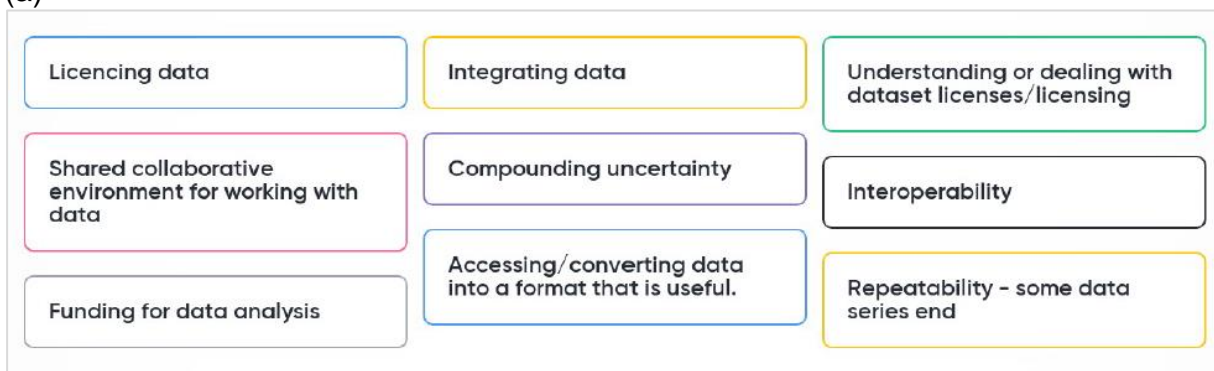 (a)
Licencing data
Shared collaborative
environment for working with
data
Funding for data analysis
Integrating data
Compounding uncertainty
Accessing/converting data
into a format that is useful.
Understanding or dealing with
dataset licenses/licensing
Interoperability
Repeatability - some data
series end